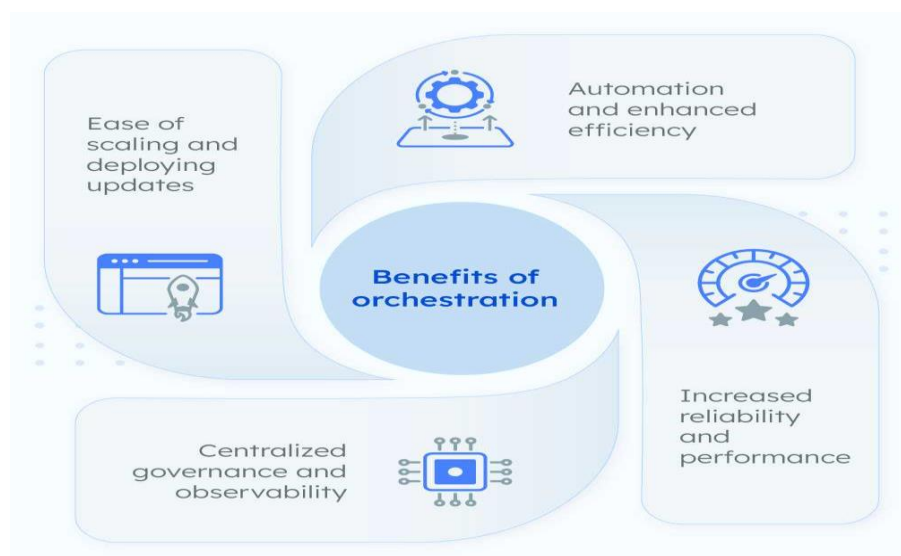 Benefits of
orchestration
Automation
and enhanced
efficiency
Increased
reliability
and
performance
Centralized
governance and
observability
Ease of
scaling and
deploying
updates